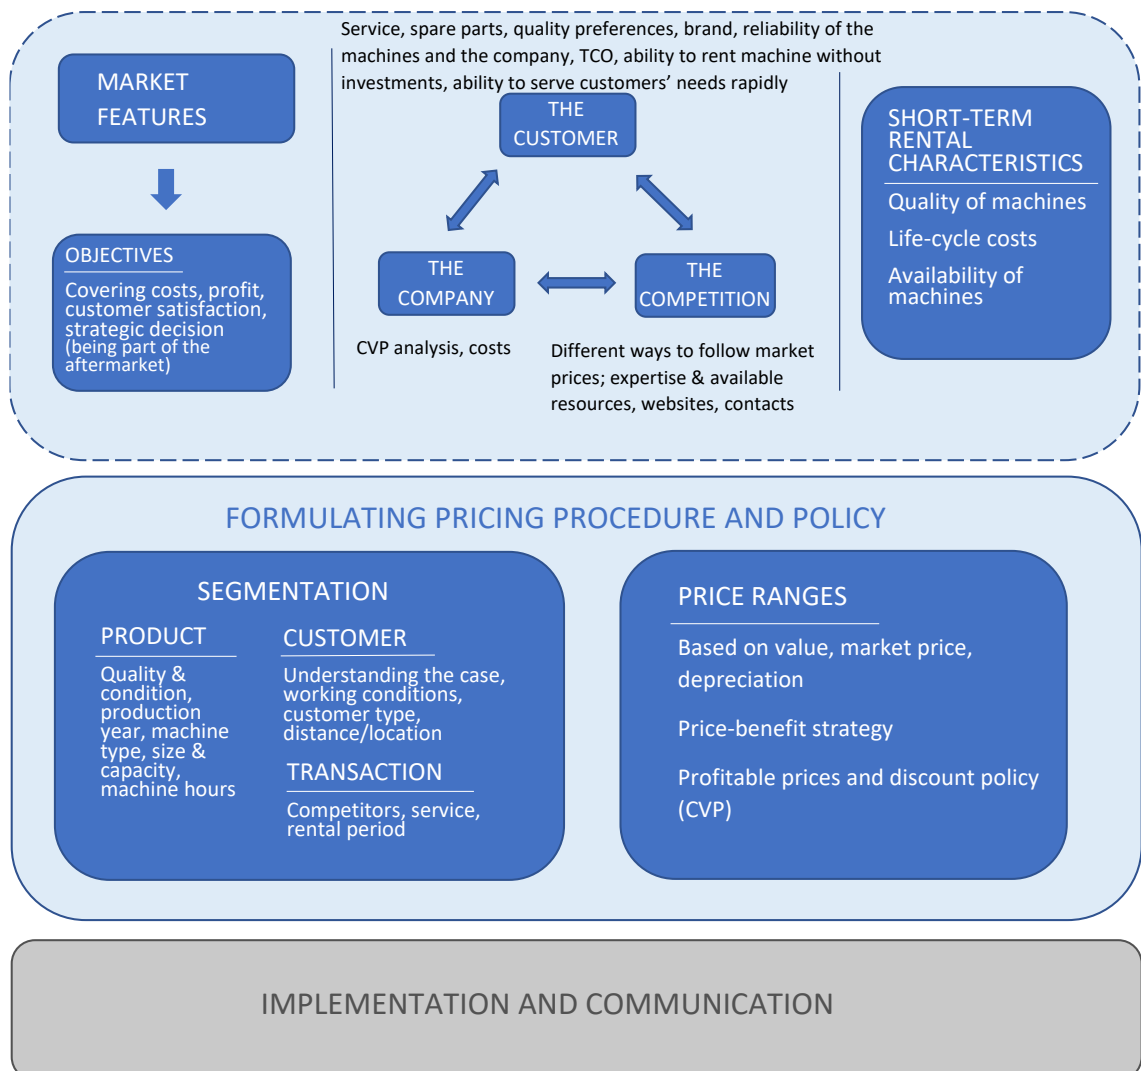 Service, spare parts, quality preferences, brand, reliability of the
machines and the company, TCO, ability to rent machine without
investments, ability to serve customers' needs rapidly
MARKET
FEATURES
OBJECTIVES
Covering costs, profit,
customer satisfaction,
strategic decision
(being part of the
aftermarket)
THE
CUSTOMER
THE
COMPANY
THE
COMPETITION
CVP analysis, costs
Different ways to follow market
prices; expertise & available
resources, websites, contacts
SHORT-TERM
RENTAL
CHARACTERISTICS
Quality of machines
Life-cycle costs
Availability of
machines
FORMULATING PRICING PROCEDURE AND POLICY
SEGMENTATION
PRODUCT
Quality &
condition,
production
year, machine
type, size &
capacity,
machine hours
CUSTOMER
Understanding the case,
working conditions,
customer type,
distance/location
TRANSACTION
Competitors, service,
rental period
PRICE RANGES
Based on value, market price,
depreciation
Price-benefit strategy
Profitable prices and discount policy
(CVP)
IMPLEMENTATION AND COMMUNICATION